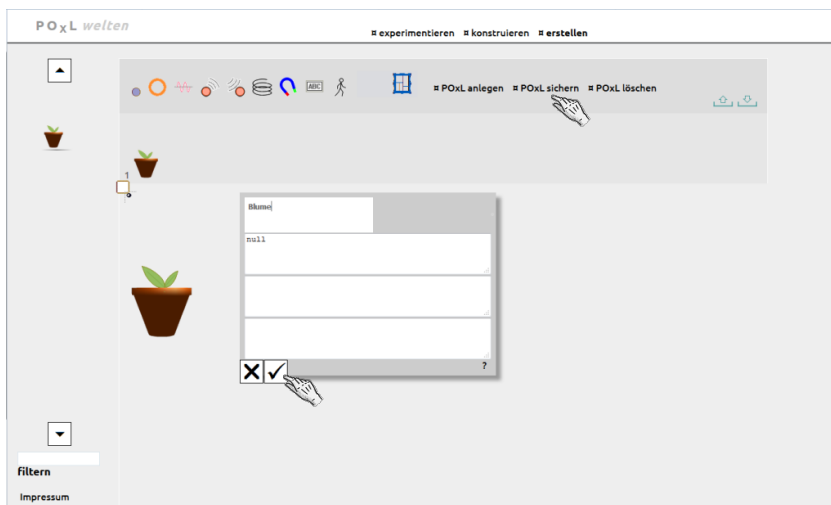 POXL welten
¤ experimentieren ¤ konstruieren ¤ erstellen
ABC
¤ POxL anlegen ¤ POxL sichern ¤ POxL löschen
1
Blume
null
?
filtern
Impressum